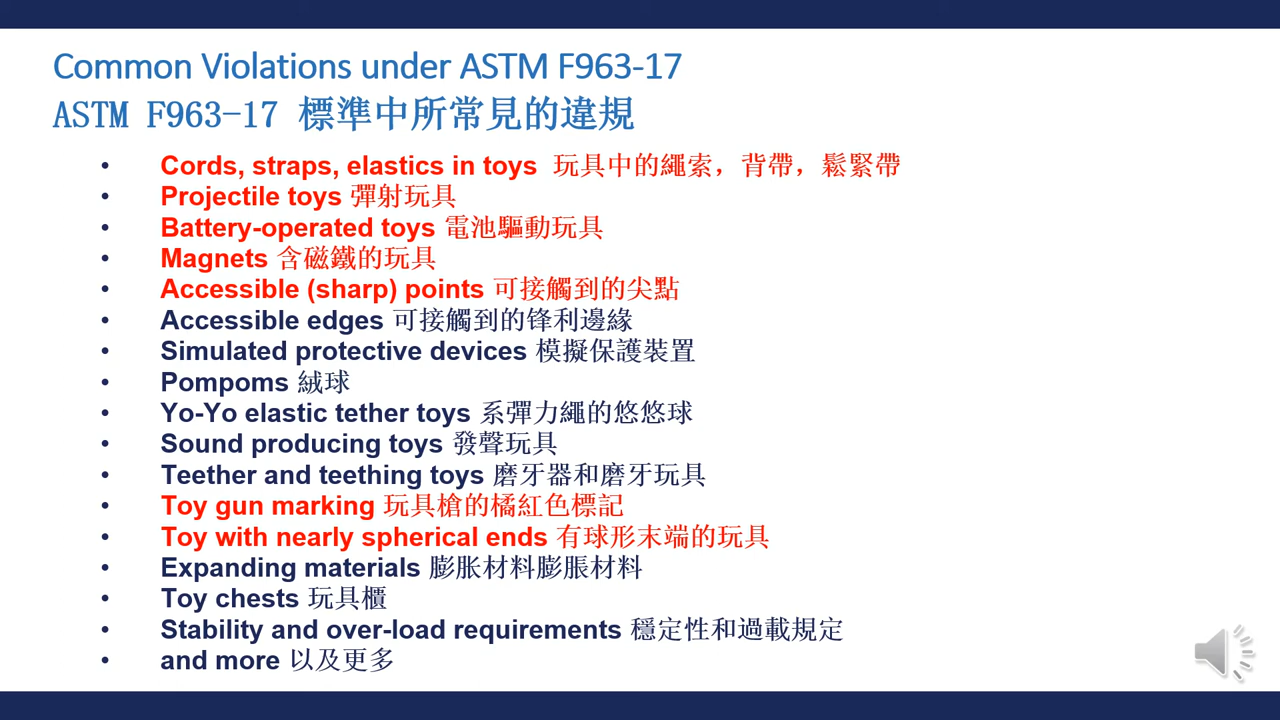 Common Violations under ASTM F963-17
ASTM F963-17 標準中所常見的違規
• Cords, straps, elastics in toys 玩具中的繩索，背帶，鬆緊帶
• Projectile toys 彈射玩具
• Battery-operated toys 電池驅動玩具
• Magnets 含磁鐵的玩具
• Accessible (sharp) points 可接觸到的尖點
• Accessible edges 可接觸到的锋利邊緣
• Simulated protective devices 模擬保護裝置
• Pompoms 絨球
• Yo-Yo elastic tether toys 系彈力繩的悠悠球
• Sound producing toys 發聲玩具
• Teether and teething toys 磨牙器和磨牙玩具
• Toy gun marking 玩具槍的橘紅色標記
• Toy with nearly spherical ends 有球形末端的玩具
• Expanding materials 膨胀材料膨脹材料
• Toy chests 玩具櫃
• Stability and over-load requirements 穩定性和過載規定
• and more 以及更多